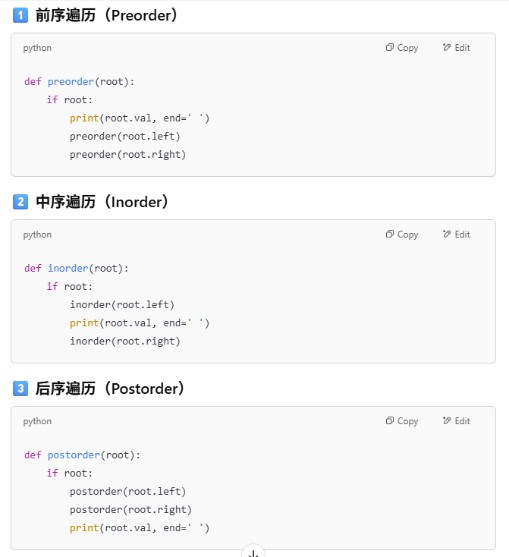 1 前序遍历（Preorder）
python Copy Edit
def preorder(root):
    if root:
        print(root.val, end=' ')
        preorder(root.left)
        preorder(root.right)
2 中序遍历（Inorder）
python Copy Edit
def inorder(root):
    if root:
        inorder(root.left)
        print(root.val, end=' ')
        inorder(root.right)
3 后序遍历（Postorder）
python Copy Edit
def postorder(root):
    if root:
        postorder(root.left)
        postorder(root.right)
        print(root.val, end=' ')